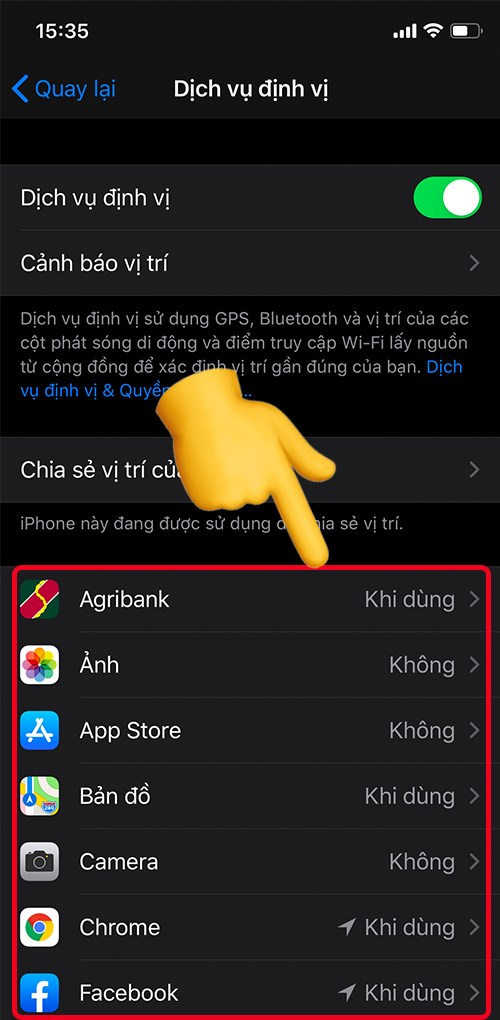 15:35
Quay lại
Dịch vụ định vị
Dịch vụ định vị
Cảnh báo vị trí
Dịch vụ định vị sử dụng GPS, Bluetooth và vị trí của các
cột phát sóng di động và điểm truy cập Wi-Fi lấy nguồn
từ cộng đồng để xác định vị trí gần đúng của bạn. Dịch
vụ định vị & Quyền
Chia sẻ vị trí của
iPhone này đang được sử dụng chia sẻ vị trí.
Agribank Khi dùng
Ảnh Không
App Store Không
Bản đồ Khi dùng
280
Camera Không
Chrome Khi dùng
Facebook Khi dùng